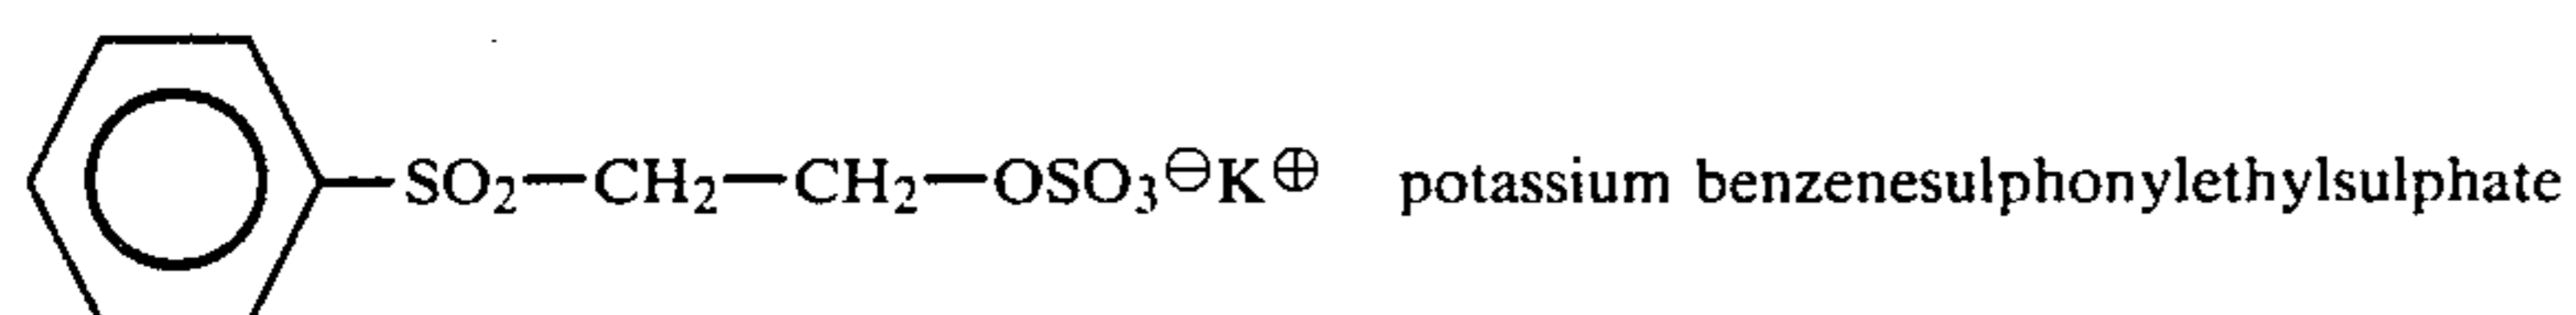 SO₂—CH₂—CH₂—OSO₃⊖K⊕ potassium benzenesulphonylethylsulphate